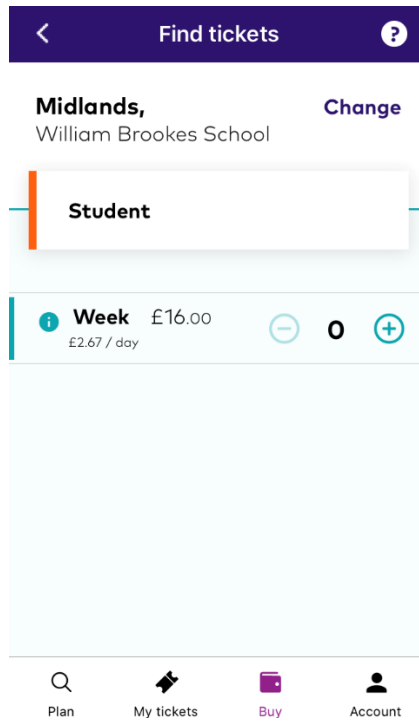 Find tickets
?
Midlands,
Change
William Brookes School
Student
i Week £16.00
0
£2.67 / day
Plan My tickets Buy Account